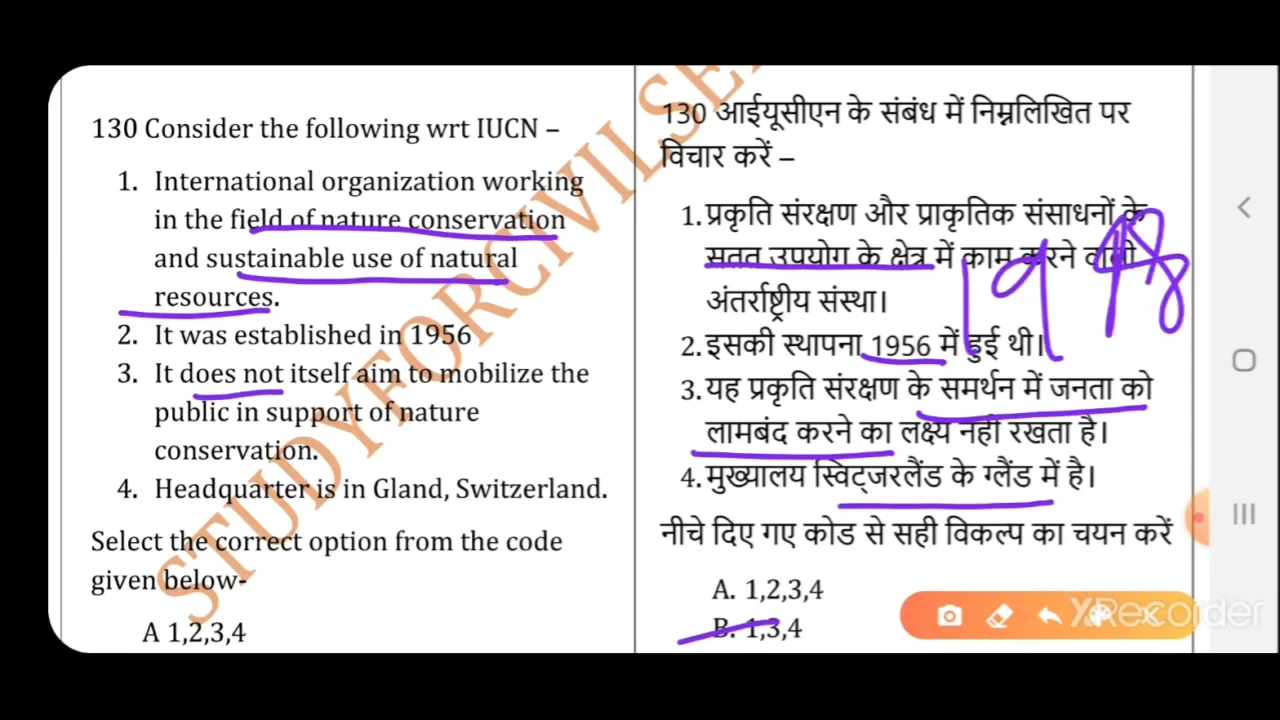 130 Consider the following wrt IUCN –
1. International organization working
in the field of nature conservation
and sustainable use of natural
resources.
2. It was established in 1956
3. It does not itself aim to mobilize the
public in support of nature
conservation.
4. Headquarter is in Gland, Switzerland.
Select the correct option from the code
given below-
A 1,2,3,4
130 आईयूसीएन के संबंध में निम्नलिखित पर
विचार करें –
1. प्रकृति संरक्षण और प्राकृतिक संसाधनों के
सतत उपयोग के क्षेत्र में काम करने वाली
अंतर्राष्ट्रीय संस्था।
2. इसकी स्थापना 1956 में हुई थी।
3. यह प्रकृति संरक्षण के समर्थन में जनता को
लामबंद करने का लक्ष्य नहीं रखता है।
4. मुख्यालय स्विट्जरलैंड के ग्लैंड में है।
नीचे दिए गए कोड से सही विकल्प का चयन करें
A. 1,2,3,4
B. 1,3,4
1948
STUDYFORCIVILSE
XRecorder